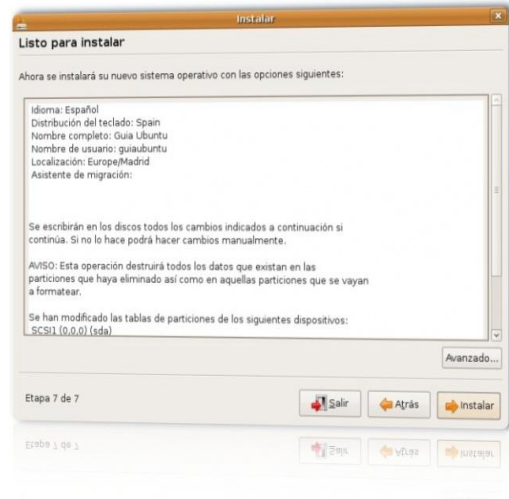 Instalar
Listo para instalar
Ahora se instalará su nuevo sistema operativo con las opciones siguientes:
Idioma: Español
Distribución del teclado: Spain
Nombre completo: Guia Ubuntu
Nombre de usuario: guiaubuntu
Localización: Europe/Madrid
Asistente de migración:
Se escribirán en los discos todos los cambios indicados a continuación si
continúa. Si no lo hace podrá hacer cambios manualmente.
AVISO: Esta operación destruirá todos los datos que existan en las
particiones que haya eliminado así como en aquellas particiones que se vayan
a formatear.
Se han modificado las tablas de particiones de los siguientes dispositivos:
SCSI1 (0,0,0) (sda)
Avanzado...
Etapa 7 de 7
Salir
Atrás
Instalar